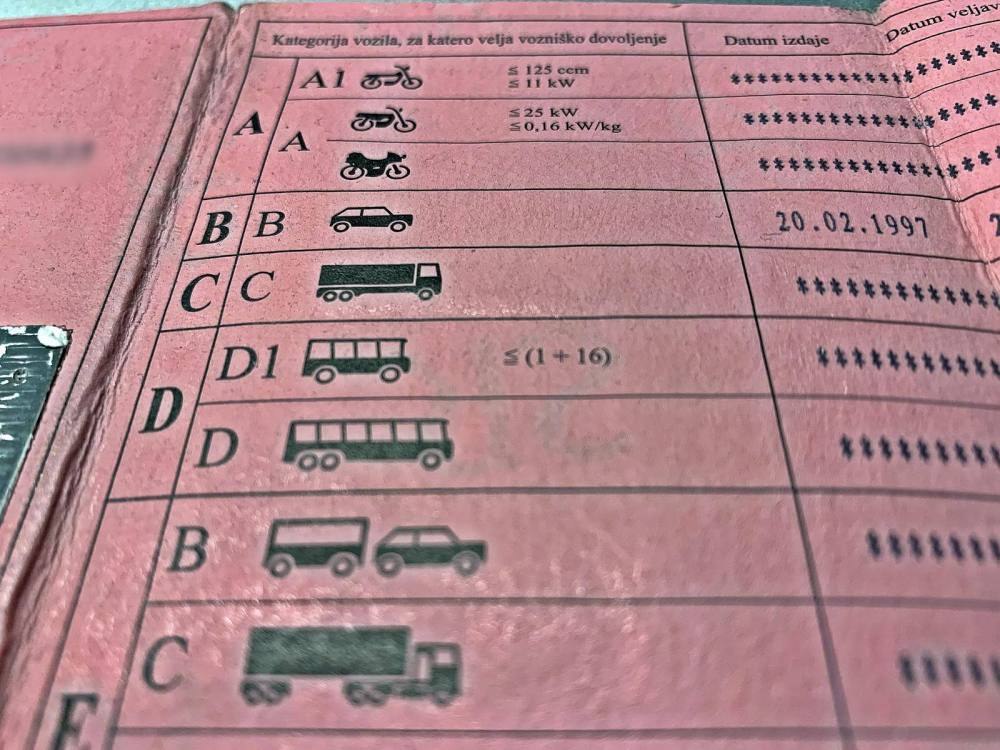 Kategorija vozila, za katero velja vozniško dovoljenje Datum izdaje Datum veljav
A A1 ≤ 125 ccm *****************
≤ 11 kW
A ≤ 25 kW *****************
≤ 0,16 kW/kg
*****************
B B 20.02.1997 2
C C ***************
D D1 ≤ (1 + 16) *************
D ************
E B *********
C *******